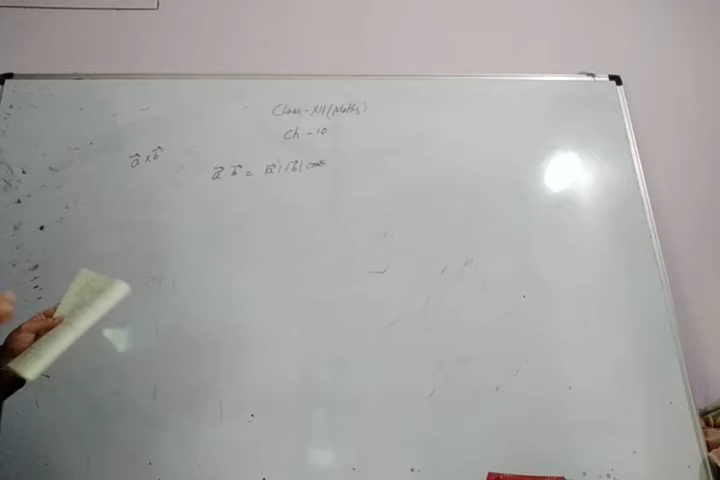 Class-XII (Maths)
Ch-10
a⃗ × b⃗
a⃗ . b⃗ = |a⃗| |b⃗| cosθ